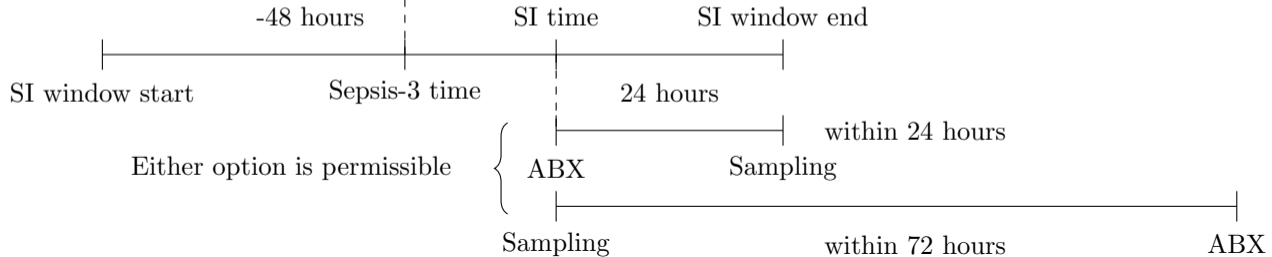 -48 hours
SI time
SI window end
SI window start
Sepsis-3 time
24 hours
within 24 hours
Either option is permissible
ABX
Sampling
Sampling
within 72 hours
ABX